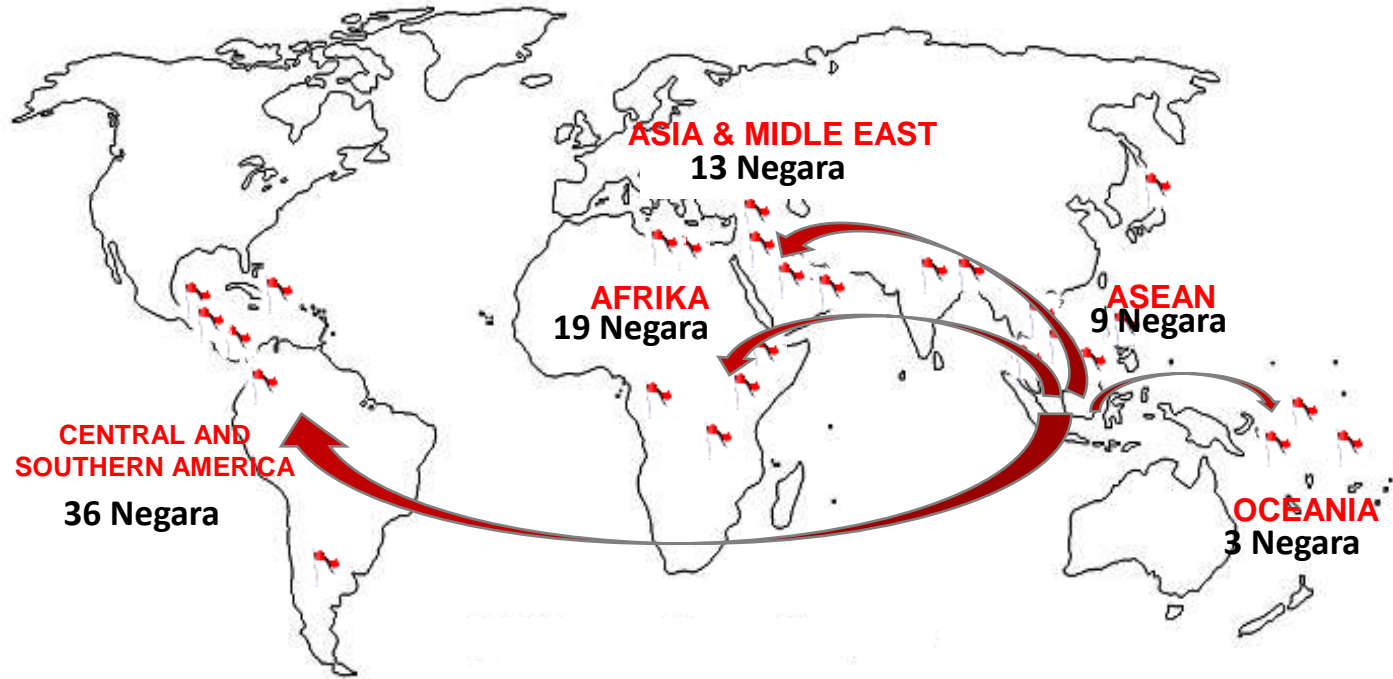 ASIA & MIDLE EAST
13 Negara
AFRIKA
19 Negara
ASEAN
9 Negara
CENTRAL AND
SOUTHERN AMERICA
36 Negara
OCEANIA
3 Negara